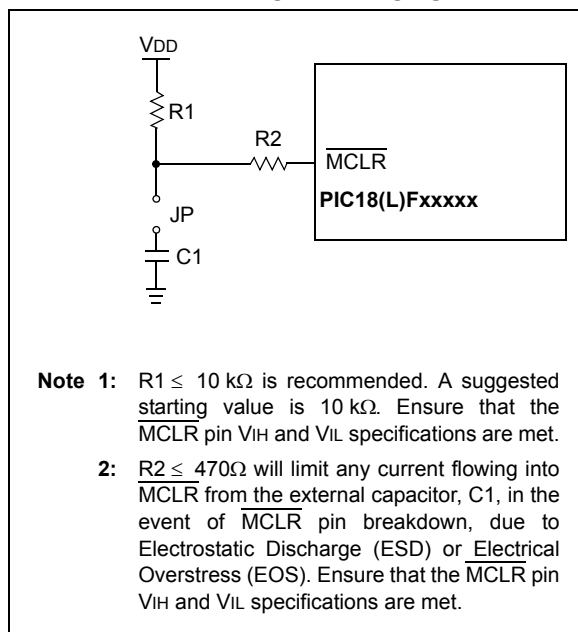 VDD
R1
R2
MCLR
PIC18(L)Fxxxxx
JP
C1
Note 1: R1 ≤ 10 kΩ is recommended. A suggested
starting value is 10 kΩ. Ensure that the
MCLR pin VIH and VIL specifications are met.
2: R2 ≤ 470Ω will limit any current flowing into
MCLR from the external capacitor, C1, in the
event of MCLR pin breakdown, due to
Electrostatic Discharge (ESD) or Electrical
Overstress (EOS). Ensure that the MCLR pin
VIH and VIL specifications are met.